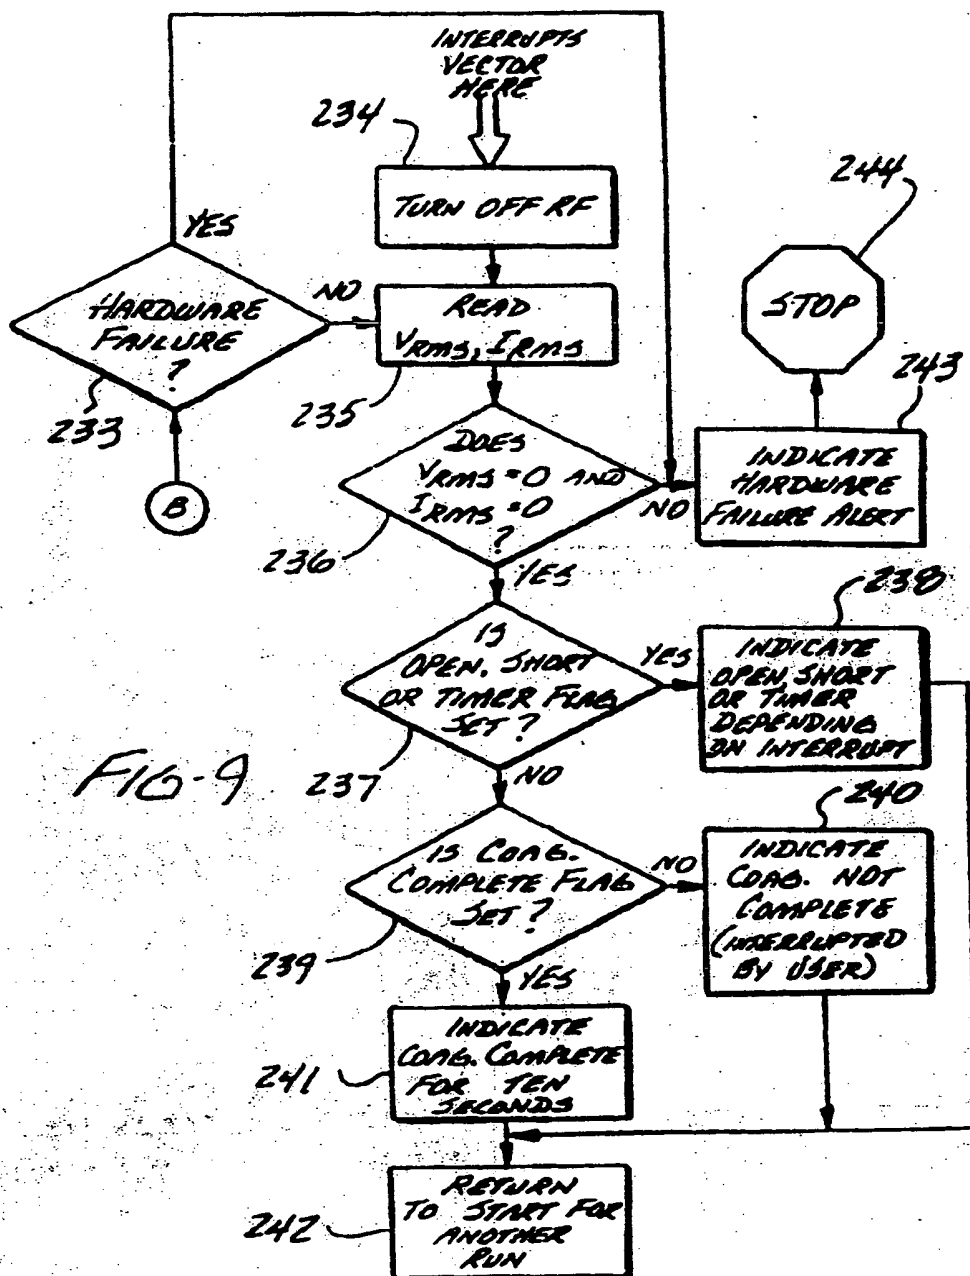 INTERRUPTS
VECTOR
HERE
234
TURN OFF RF
244
STOP
YES
HARDWARE
FAILURE
?
233
NO
READ
VRMS, IRMS
235
B
DOES
VRMS = 0 AND
IRMS = 0
?
236
NO
243
INDICATE
HARDWARE
FAILURE ALERT
YES
IS
OPEN, SHORT
OR TIMER FLAG
SET ?
237
YES
238
INDICATE
OPEN, SHORT
OR TIMER
DEPENDING
ON INTERRUPT
FIG-9
NO
IS COAG.
COMPLETE FLAG
SET ?
239
NO
240
INDICATE
COAG. NOT
COMPLETE
(INTERRUPTED
BY USER)
YES
INDICATE
COAG. COMPLETE
FOR TEN
SECONDS
241
RETURN
TO START FOR
ANOTHER
RUN
242